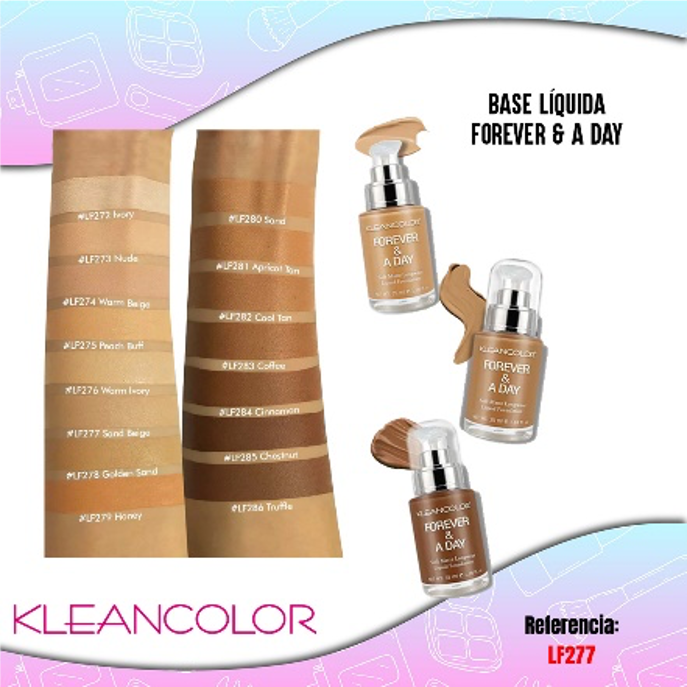 BASE LÍQUIDA
FOREVER & A DAY
#LF272 Ivory
#LF273 Nude
#LF274 Warm Beige
#LF275 Peach Buff
#LF276 Warm Ivory
#LF277 Sand Beige
#LF278 Golden Sand
#LF279 Honey
#LF280 Sand
#LF281 Apricot Tan
#LF282 Cool Tan
#LF283 Coffee
#LF284 Cinnamon
#LF285 Chestnut
#LF286 Truffle
KLEANCOLOR
FOREVER
&
A DAY
KLEANCOLOR
FOREVER
&
A DAY
KLEANCOLOR
FOREVER
&
A DAY
KLEANCOLOR
Referencia:
LF277